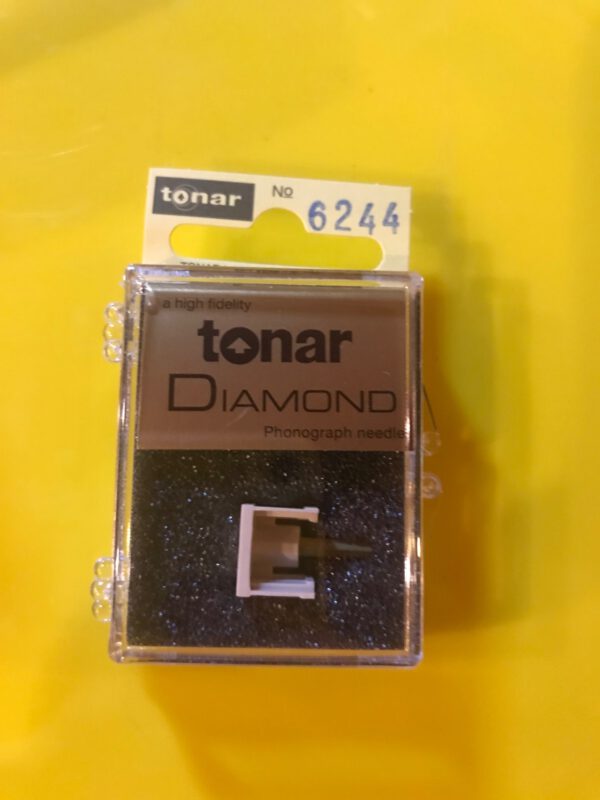 tonar No 6244
a high fidelity
tonar
DIAMOND
Phonograph needle